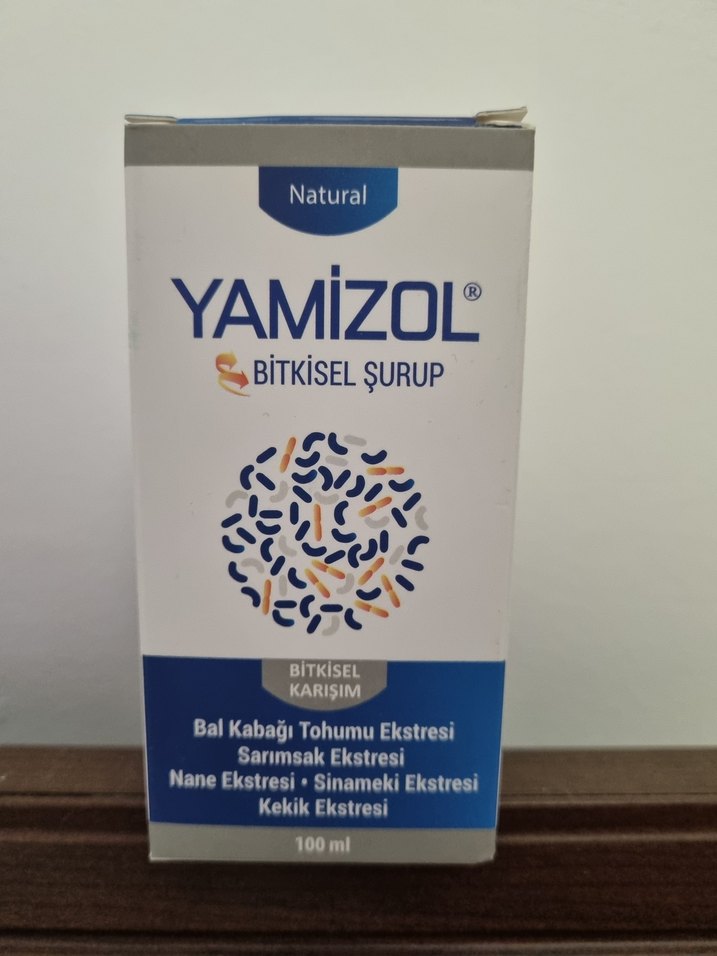 Natural
YAMİZOL®
BİTKİSEL ŞURUP
BİTKİSEL
KARIŞIM
Bal Kabağı Tohumu Ekstresi
Sarımsak Ekstresi
Nane Ekstresi • Sinameki Ekstresi
Kekik Ekstresi
100 ml